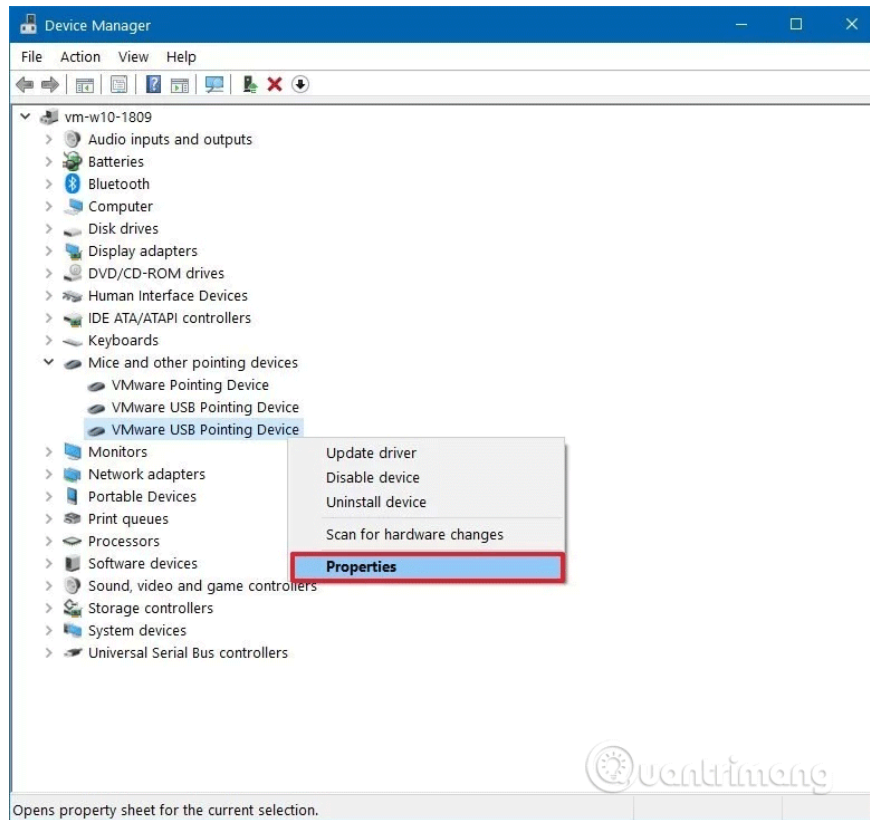 Device Manager
File Action View Help
vm-w10-1809
Audio inputs and outputs
Batteries
Bluetooth
Computer
Disk drives
Display adapters
DVD/CD-ROM drives
Human Interface Devices
IDE ATA/ATAPI controllers
Keyboards
Mice and other pointing devices
VMware Pointing Device
VMware USB Pointing Device
VMware USB Pointing Device
Monitors
Network adapters
Portable Devices
Print queues
Processors
Software devices
Sound, video and game controllers
Storage controllers
System devices
Universal Serial Bus controllers
Update driver
Disable device
Uninstall device
Scan for hardware changes
Properties
Quantrimang
Opens property sheet for the current selection.